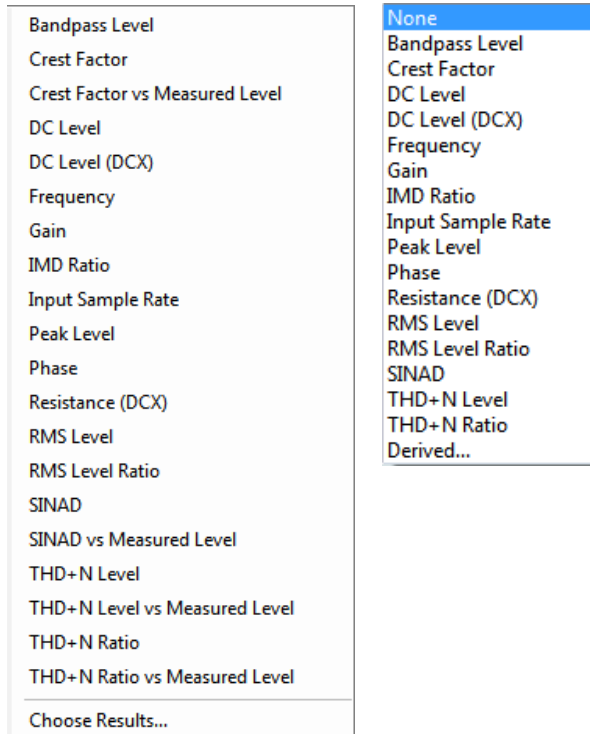 Bandpass Level
Crest Factor
Crest Factor vs Measured Level
DC Level
DC Level (DCX)
Frequency
Gain
IMD Ratio
Input Sample Rate
Peak Level
Phase
Resistance (DCX)
RMS Level
RMS Level Ratio
SINAD
SINAD vs Measured Level
THD+N Level
THD+N Level vs Measured Level
THD+N Ratio
THD+N Ratio vs Measured Level
Choose Results...
None
Bandpass Level
Crest Factor
DC Level
DC Level (DCX)
Frequency
Gain
IMD Ratio
Input Sample Rate
Peak Level
Phase
Resistance (DCX)
RMS Level
RMS Level Ratio
SINAD
THD+N Level
THD+N Ratio
Derived...